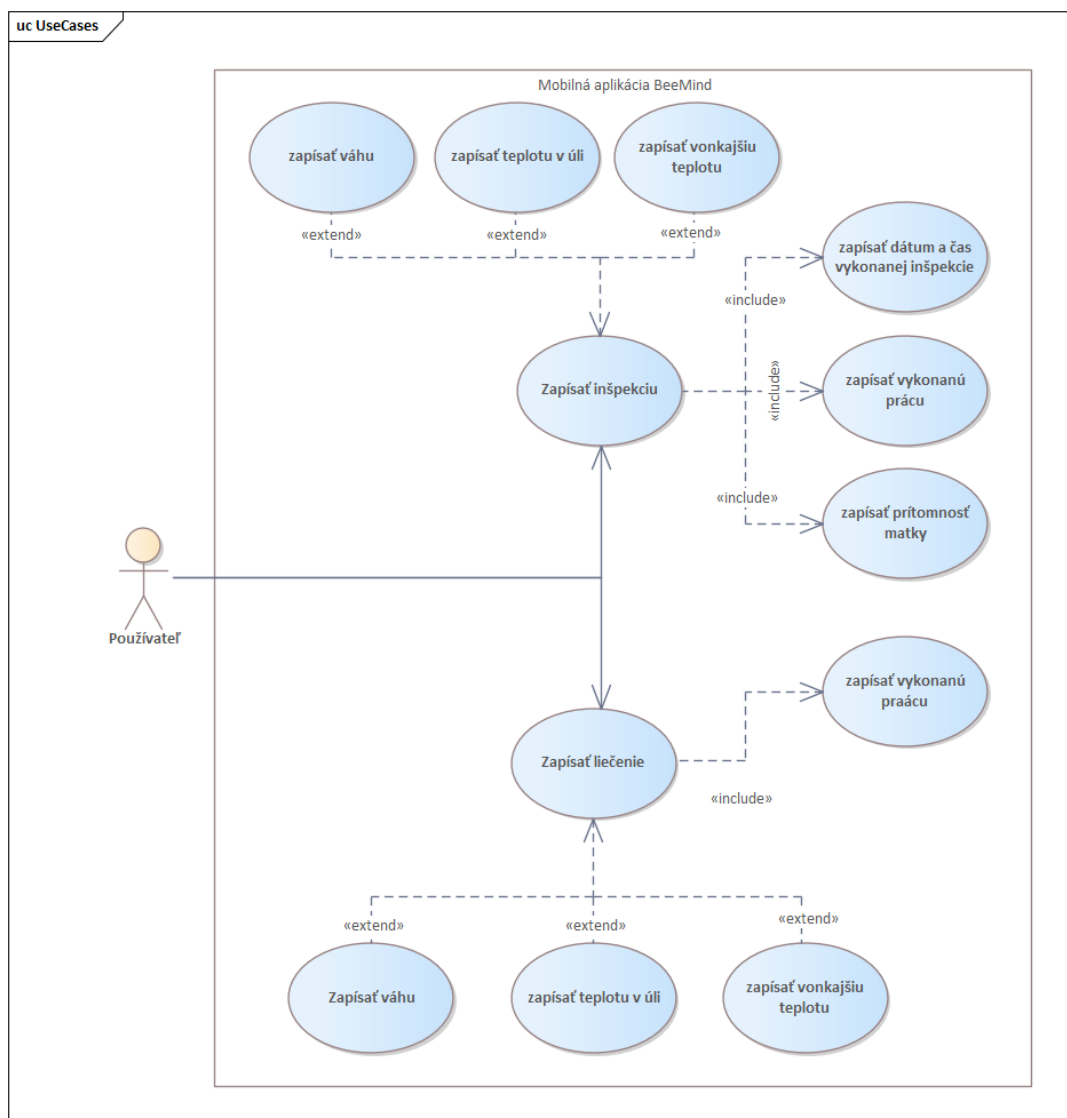 uc UseCases
Mobilná aplikácia BeeMind
zapísať váhu
zapísať teplotu v úli
zapísať vonkajšiu
teplotu
«extend»
«extend»
«extend»
zapísať dátum a čas
vykonanej inšpekcie
«include»
Zapísať inšpekciu
«include»
zapísať vykonanú
prácu
«include»
zapísať prítomnosť
matky
Používateľ
zapísať vykonanú
praácu
Zapísať liečenie
«include»
«extend»
«extend»
«extend»
Zapísať váhu
zapísať teplotu v úli
zapísať vonkajšiu
teplotu